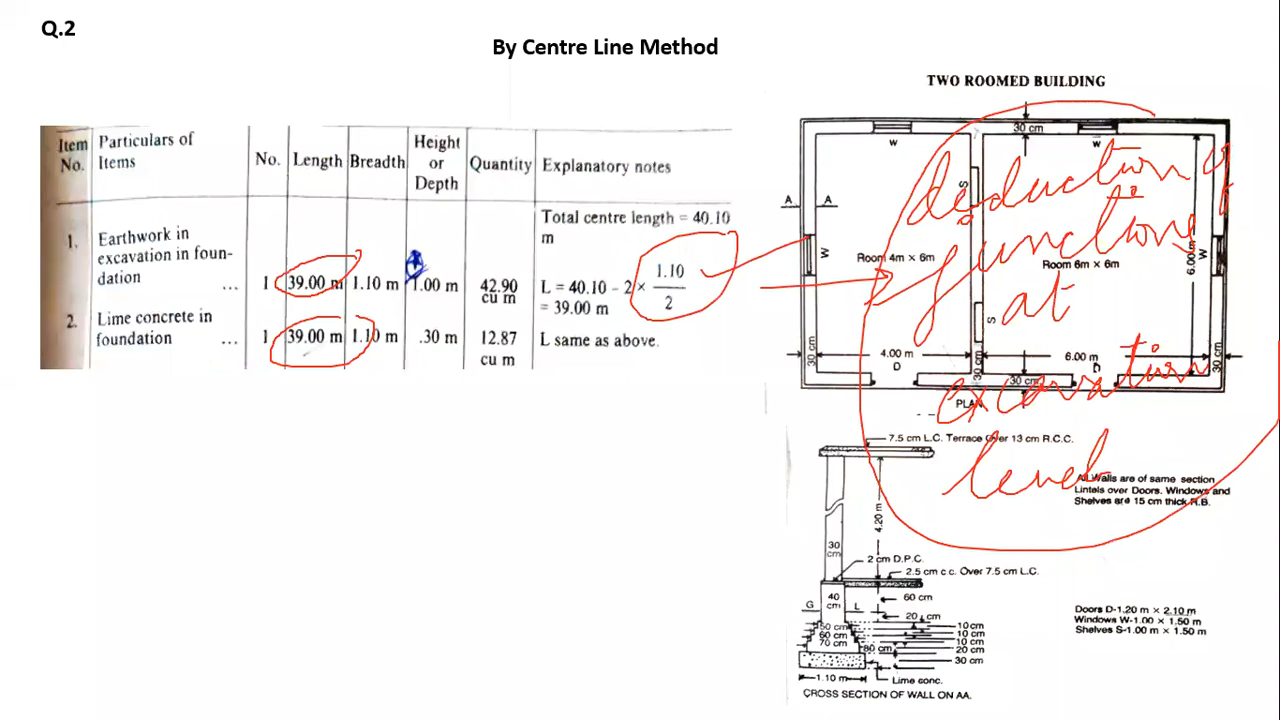 Q.2
By Centre Line Method
Item No.
Particulars of Items
No.
Length
Breadth
Height or Depth
Quantity
Explanatory notes
Total centre length = 40.10 m
1.
Earthwork in
excavation in foun-
dation ...
1
39.00 m
1.10 m
1.00 m
42.90
cu m
L = 40.10 - 2 × 1.10
2
= 39.00 m
2.
Lime concrete in
foundation ...
1
39.00 m
1.10 m
.30 m
12.87
cu m
L same as above.
TWO ROOMED BUILDING
30 cm
W
W
A A
S
W
Room 4m × 6m
Room 6m × 6m
6.00 m
W
S
30 cm
4.00 m
D
30 cm
6.00 m
D
30 cm
30 cm
PLAN
deduction of
junctions
at
excavation
level
7.5 cm L.C. Terrace Over 13 cm R.C.C.
All Walls are of same section
Lintels over Doors. Windows and
Shelves are 15 cm thick R.B.
4.20 m
30
cm
2 cm D.P.C.
2.5 cm c.c. Over 7.5 cm L.C.
40
cm
60 cm
G L
20 cm
50 cm
60 cm
70 cm
80 cm
10 cm
10 cm
10 cm
20 cm
30 cm
1.10 m
Lime conc.
CROSS SECTION OF WALL ON AA.
Doors D-1.20 m × 2.10 m
Windows W-1.00 × 1.50 m
Shelves S-1.00 m × 1.50 m